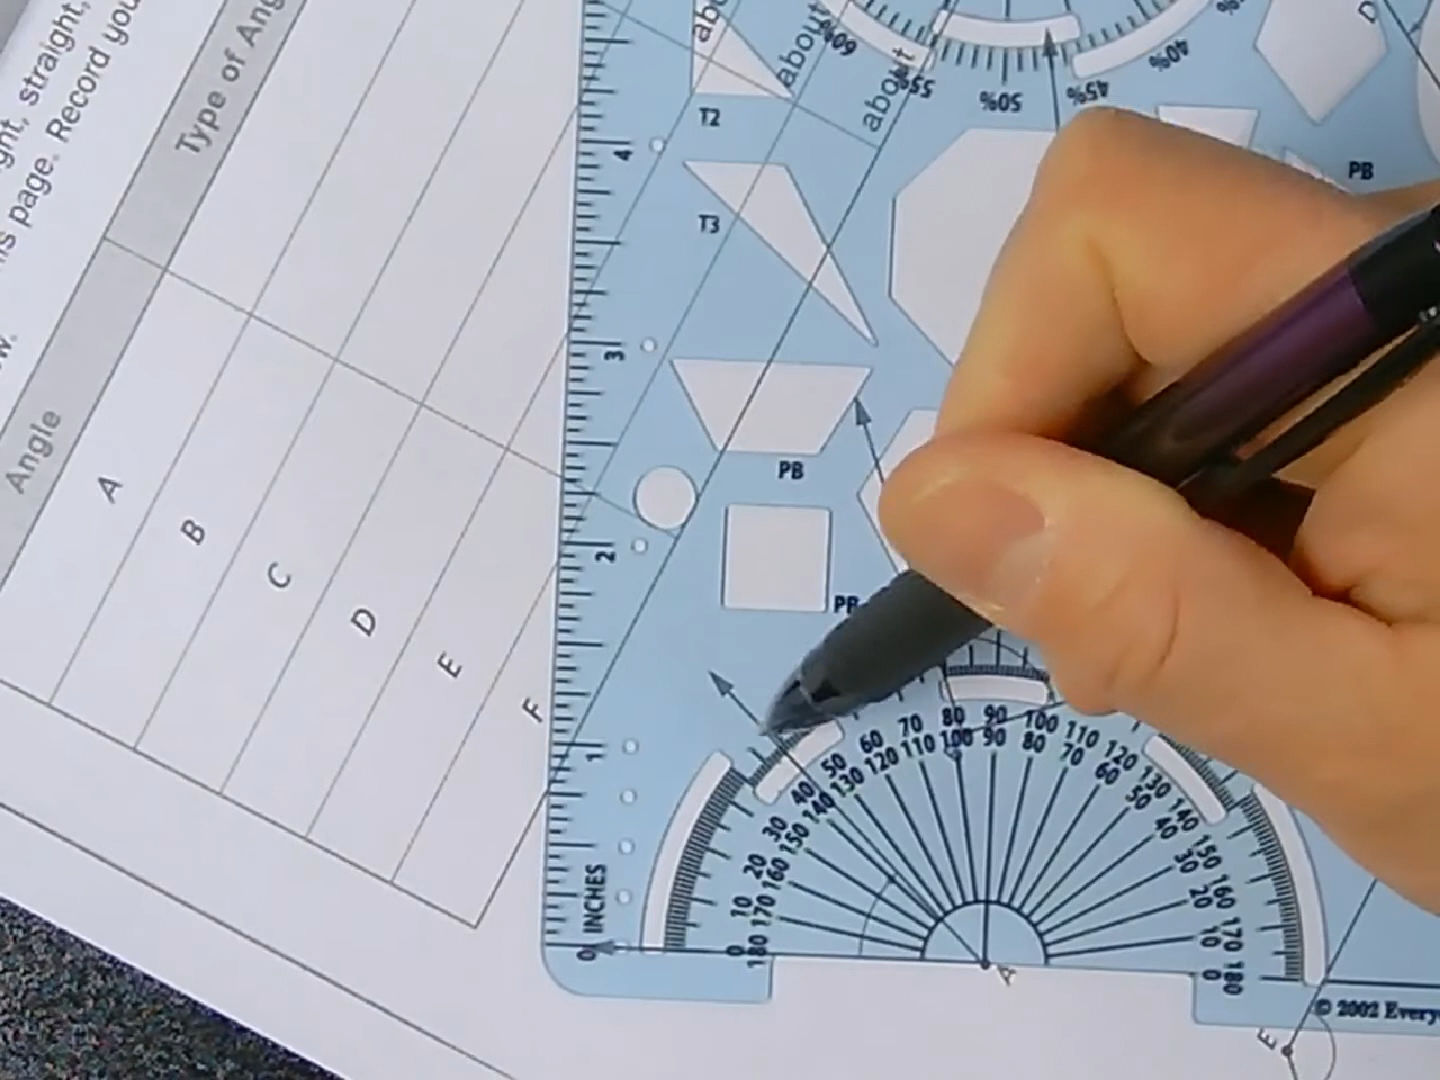 ght, straight,
is page. Record you
w.
Angle
Type of Ang
A
B
C
D
E
F
about
about
about
T2
T3
PB
PB
PB
60%
55%
50%
45%
40%
D
4
3
2
1
0 INCHES
0 10 20 30 40 50 60 70 80 90 100 110 120 130 140 150 160 170 180
180 170 160 150 140 130 120 110 100 90 80 70 60 50 40 30 20 10 0
A
E
© 2002 Every